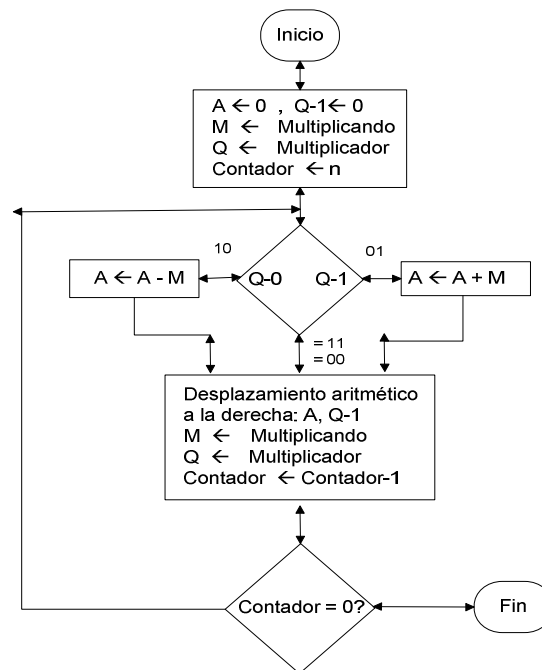 Inicio
A ← 0 , Q-1 ← 0
M ← Multiplicando
Q ← Multiplicador
Contador ← n
10
01
A ← A - M
Q-0
Q-1
A ← A + M
= 11
= 00
Desplazamiento aritmético
a la derecha: A, Q-1
M ← Multiplicando
Q ← Multiplicador
Contador ← Contador-1
Contador = 0?
Fin